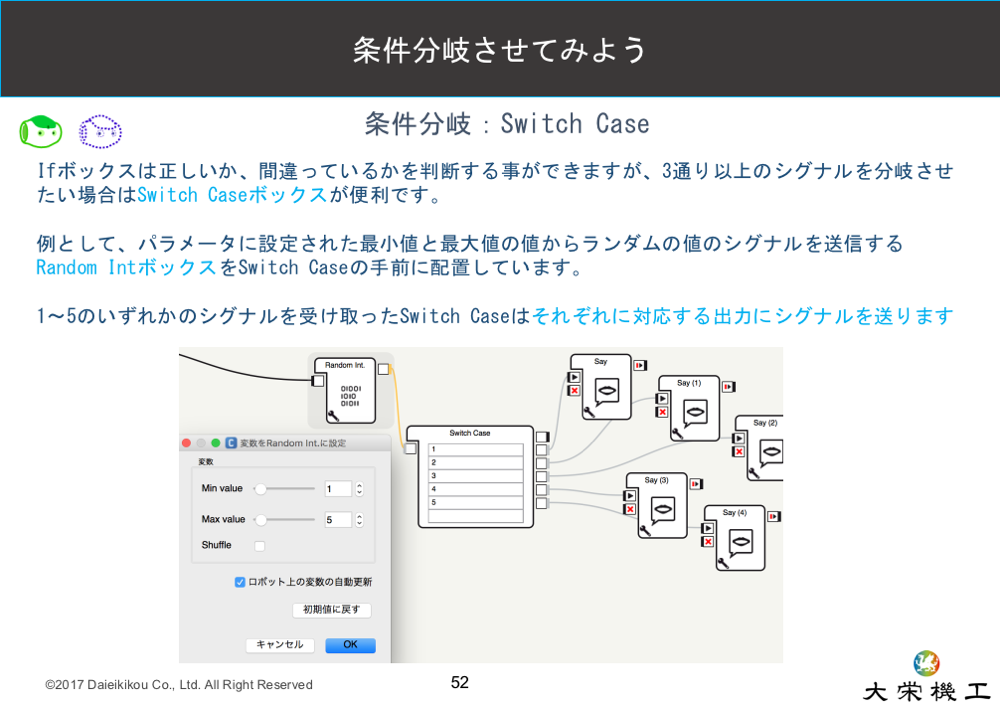 条件分岐させてみよう
条件分岐：Switch Case
Ifボックスは正しいか、間違っているかを判断する事ができますが、3通り以上のシグナルを分岐させ
たい場合はSwitch Caseボックスが便利です。
例として、パラメータに設定された最小値と最大値の値からランダムの値のシグナルを送信する
Random IntボックスをSwitch Caseの手前に配置しています。
1～5のいずれかのシグナルを受け取ったSwitch Caseはそれぞれに対応する出力にシグナルを送ります
Random Int.
01001
1010
01011
Switch Case
1
2
3
4
5
Say
Say (1)
Say (2)
Say (3)
Say (4)
C 変数をRandom Int.に設定
変数
Min value 1
Max value 5
Shuffle
ロボット上の変数の自動更新
初期値に戻す
キャンセル OK
©2017 Daieikikou Co., Ltd. All Right Reserved
52
大栄機工